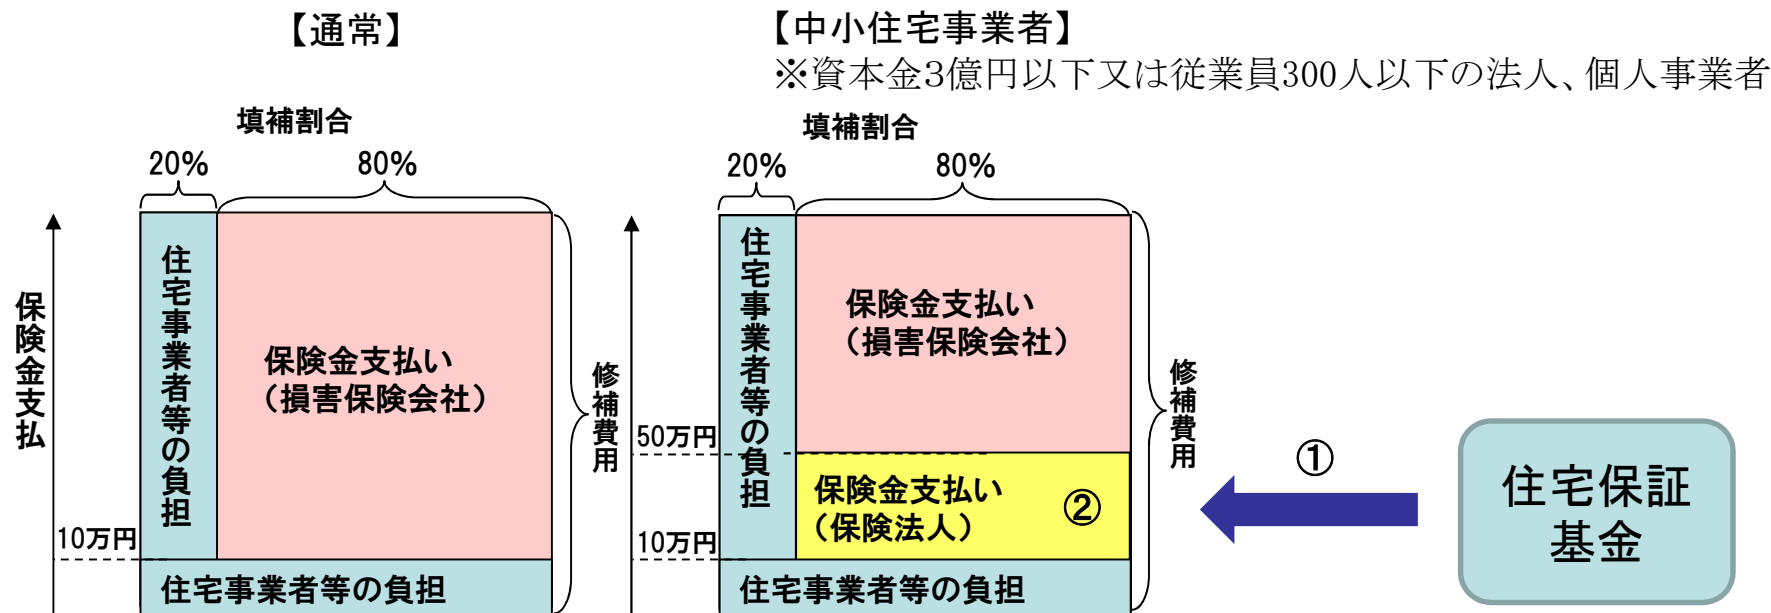 【通常】
填補割合
20%
80%
保険金支払
住宅事業者等の負担
保険金支払い
（損害保険会社）
修補費用
10万円
住宅事業者等の負担
【中小住宅事業者】
※資本金3億円以下又は従業員300人以下の法人、個人事業者
填補割合
20%
80%
住宅事業者等の負担
保険金支払い
（損害保険会社）
修補費用
50万円
保険金支払い
（保険法人）
②
10万円
住宅事業者等の負担
①
住宅保証
基金